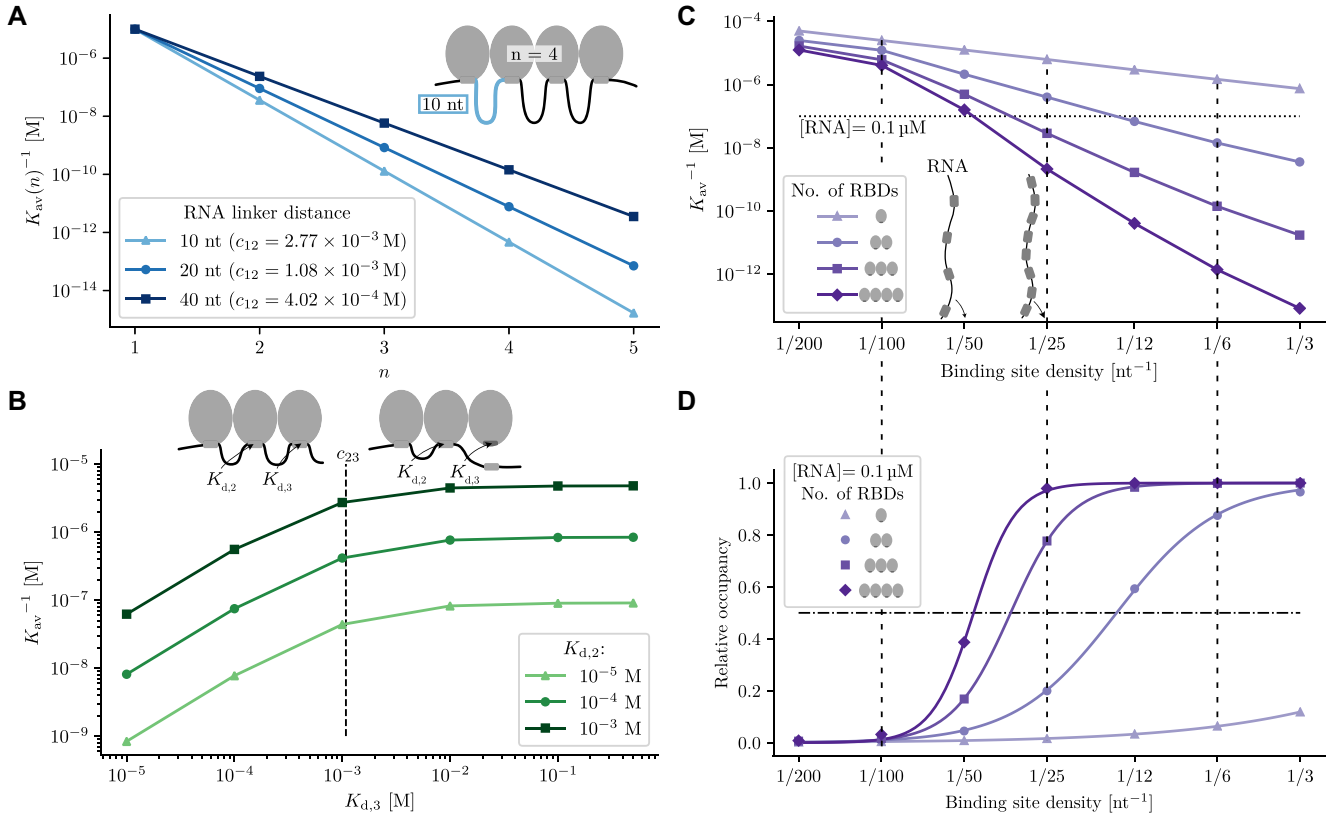 A
K_av(n)^−1 [M]
10^−6
10^−8
10^−10
10^−12
10^−14
n = 4
10 nt
RNA linker distance
10 nt (c_12 = 2.77 × 10^−3 M)
20 nt (c_12 = 1.08 × 10^−3 M)
40 nt (c_12 = 4.02 × 10^−4 M)
1 2 3 4 5
n
B
K_av^−1 [M]
10^−5
10^−6
10^−7
10^−8
10^−9
K_d,2 K_d,3
c_23
K_d,2 K_d,3
K_d,2:
10^−5 M
10^−4 M
10^−3 M
10^−5 10^−4 10^−3 10^−2 10^−1
K_d,3 [M]
C
K_av^−1 [M]
10^−4
10^−6
10^−8
10^−10
10^−12
[RNA]= 0.1 µM
RNA
No. of RBDs
1/200 1/100 1/50 1/25 1/12 1/6 1/3
Binding site density [nt^−1]
D
Relative occupancy
1.0
0.8
0.6
0.4
0.2
0.0
[RNA]= 0.1 µM
No. of RBDs
1/200 1/100 1/50 1/25 1/12 1/6 1/3
Binding site density [nt^−1]